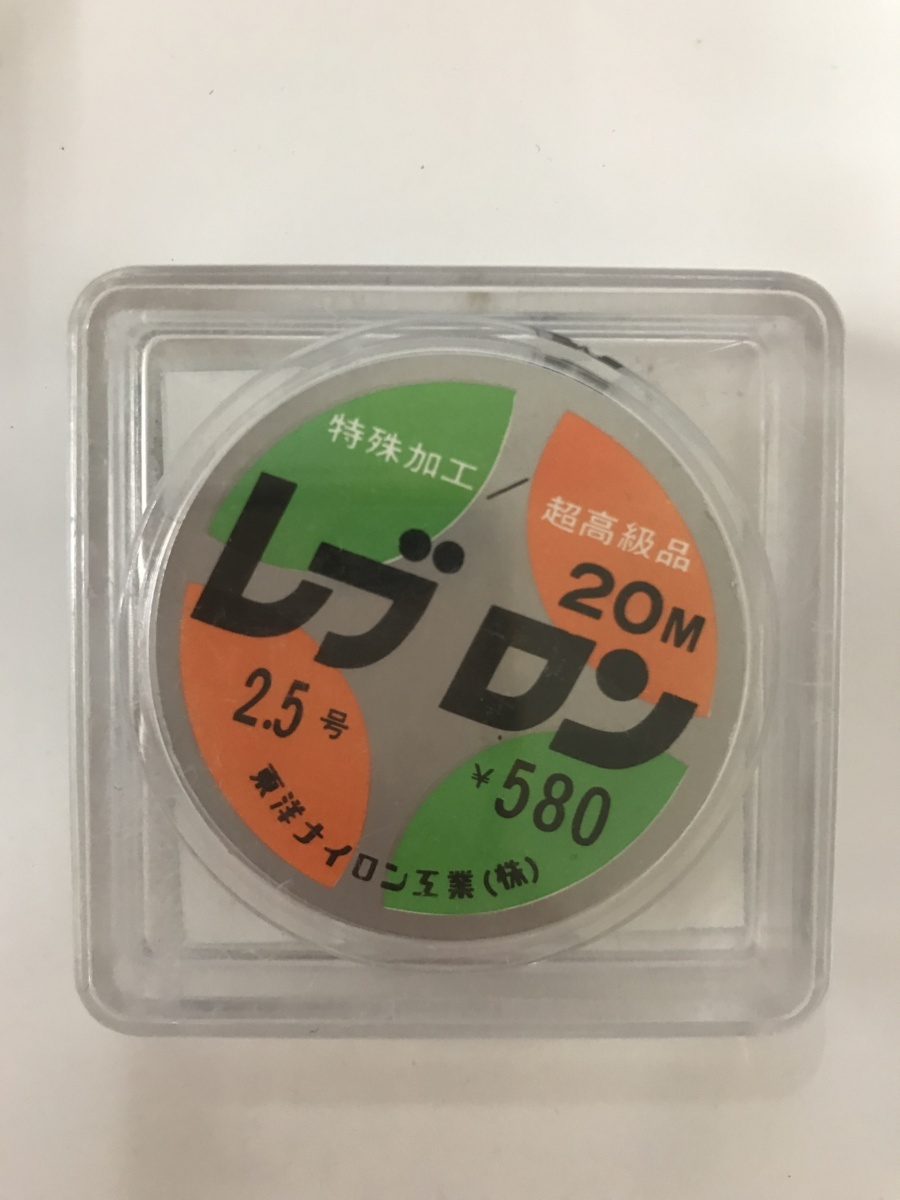 特殊加工
超高級品
20M
レブロン
2.5号
¥580
東洋ナイロン工業(株)